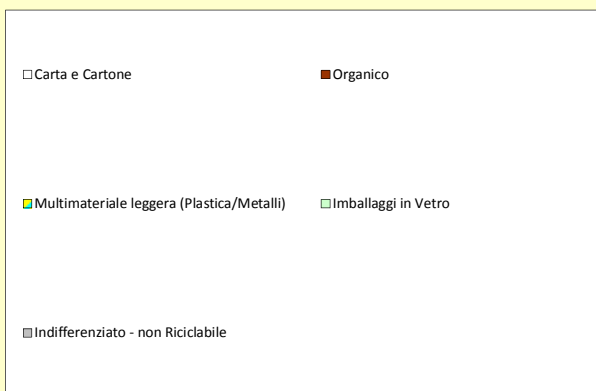 Carta e Cartone
Organico
Multimateriale leggera (Plastica/Metalli)
Imballaggi in Vetro
Indifferenziato - non Riciclabile